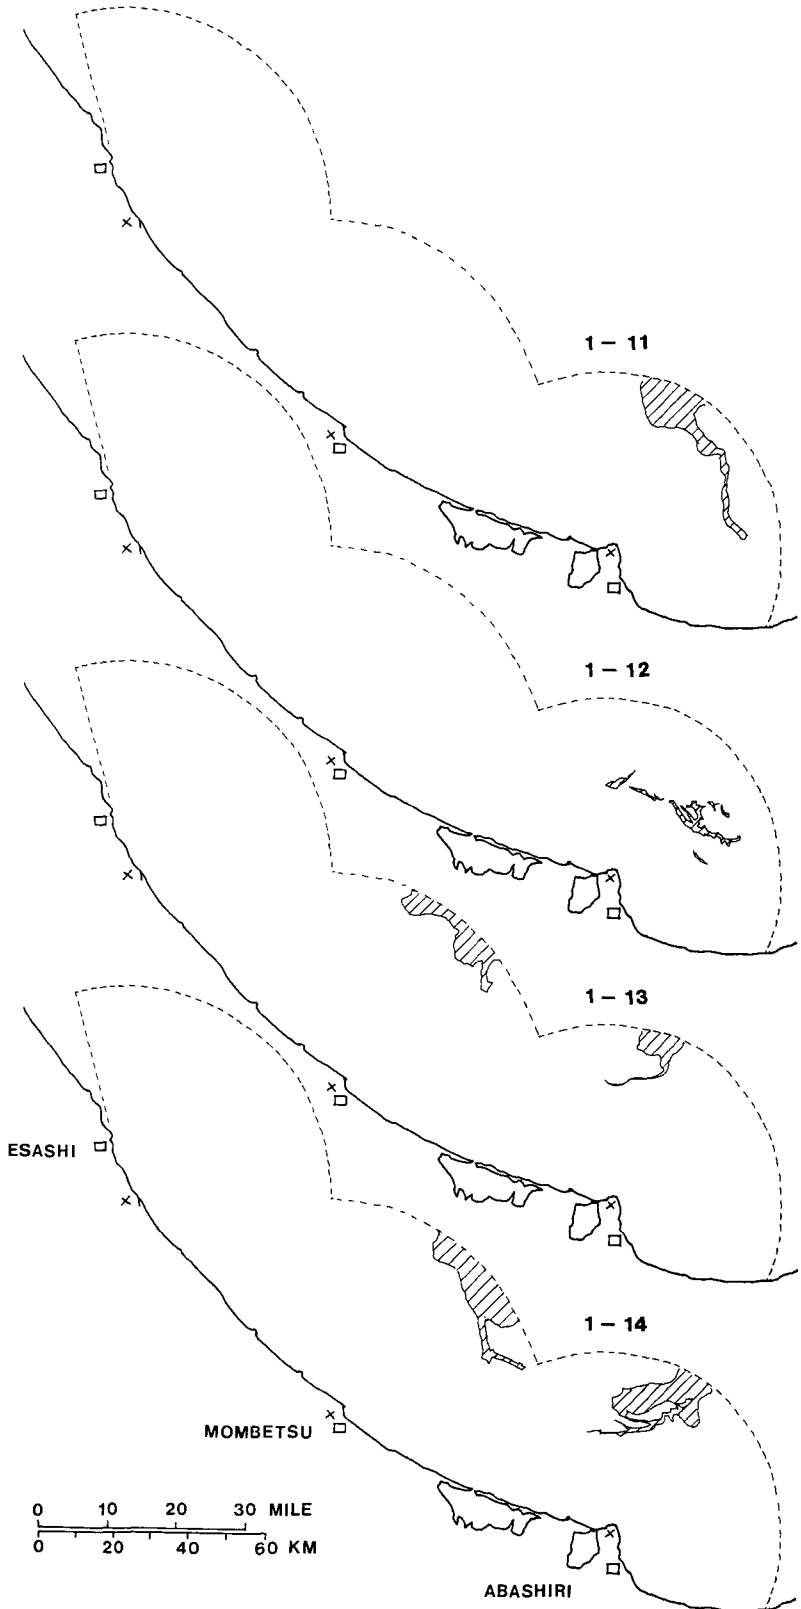 1 – 11
1 – 12
1 – 13
1 – 14
ESASHI
MOMBETSU
ABASHIRI
0 10 20 30 MILE
0 20 40 60 KM